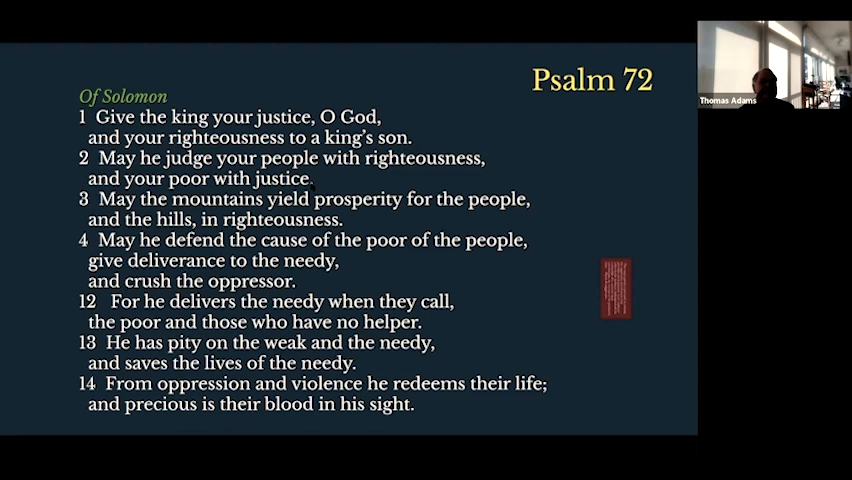 Psalm 72
Of Solomon
1 Give the king your justice, O God,
and your righteousness to a king's son.
2 May he judge your people with righteousness,
and your poor with justice.
3 May the mountains yield prosperity for the people,
and the hills, in righteousness.
4 May he defend the cause of the poor of the people,
give deliverance to the needy,
and crush the oppressor.
12 For he delivers the needy when they call,
the poor and those who have no helper.
13 He has pity on the weak and the needy,
and saves the lives of the needy.
14 From oppression and violence he redeems their life;
and precious is their blood in his sight.
Thomas Adams